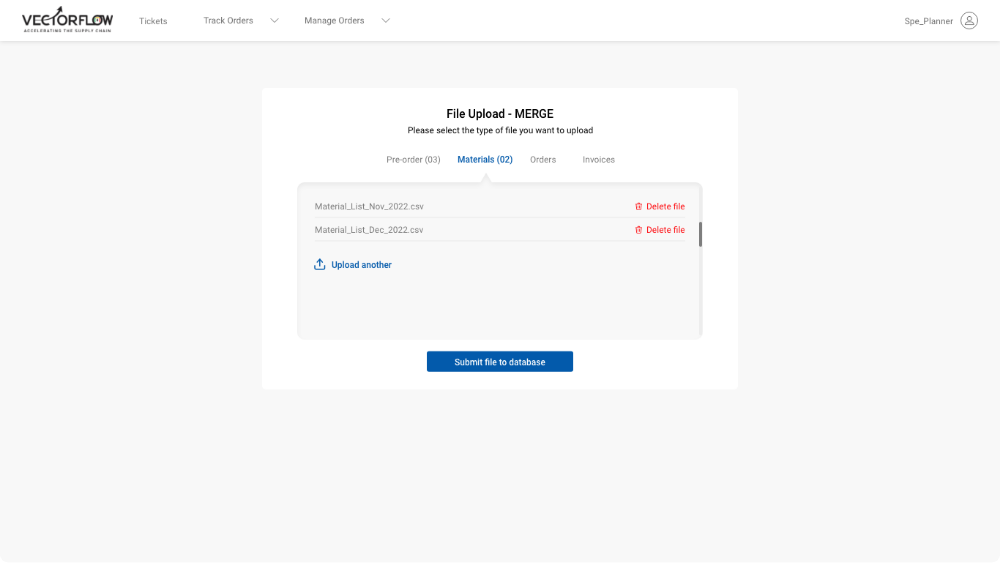 VECTORFLOW
ACCELERATING THE SUPPLY CHAIN
Tickets
Track Orders
Manage Orders
Spe_Planner
File Upload - MERGE
Please select the type of file you want to upload
Pre-order (03)
Materials (02)
Orders
Invoices
Material_List_Nov_2022.csv
Delete file
Material_List_Dec_2022.csv
Delete file
Upload another
Submit file to database